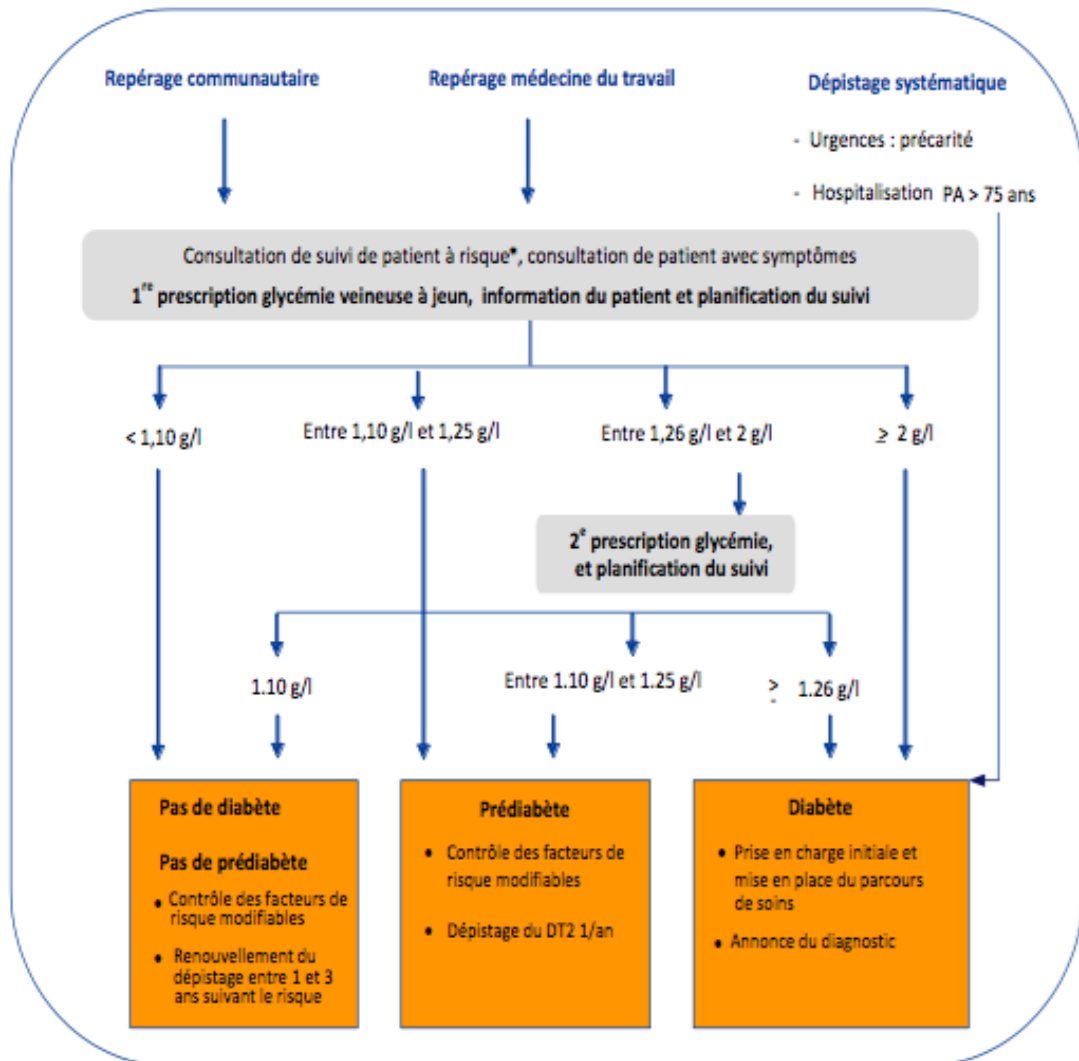 Repérage communautaire
Repérage médecine du travail
Dépistage systématique
- Urgences : précarité
- Hospitalisation PA > 75 ans
Consultation de suivi de patient à risque*, consultation de patient avec symptômes
1re prescription glycémie veineuse à jeun, information du patient et planification du suivi
< 1,10 g/l
Entre 1,10 g/l et 1,25 g/l
Entre 1,26 g/l et 2 g/l
≥ 2 g/l
2e prescription glycémie,
et planification du suivi
1.10 g/l
Entre 1.10 g/l et 1.25 g/l
≥ 1.26 g/l
Pas de diabète
Pas de prédiabète
• Contrôle des facteurs de
risque modifiables
• Renouvellement du
dépistage entre 1 et 3
ans suivant le risque
Prédiabète
• Contrôle des facteurs de
risque modifiables
• Dépistage du DT2 1/an
Diabète
• Prise en charge initiale et
mise en place du parcours
de soins
• Annonce du diagnostic